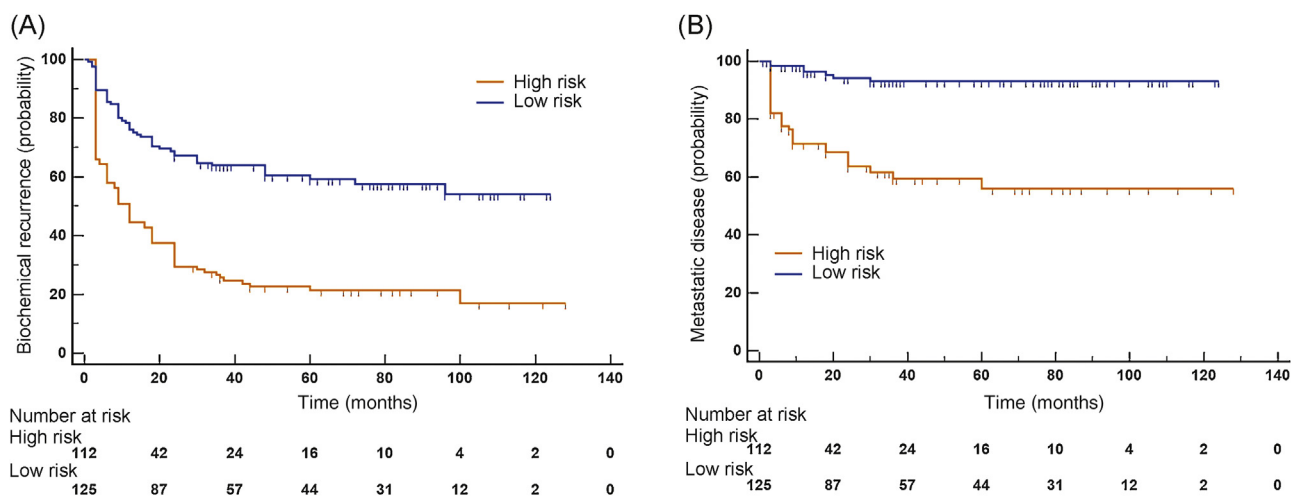 (A)
Biochemical recurrence (probability)
100
80
60
40
20
0
High risk
Low risk
0 20 40 60 80 100 120 140
Time (months)
Number at risk
High risk
112 42 24 16 10 4 2 0
Low risk
125 87 57 44 31 12 2 0
(B)
Metastatic disease (probability)
100
80
60
40
20
0
High risk
Low risk
0 20 40 60 80 100 120 140
Time (months)
Number at risk
High risk
112 42 24 16 10 4 2 0
Low risk
125 87 57 44 31 12 2 0